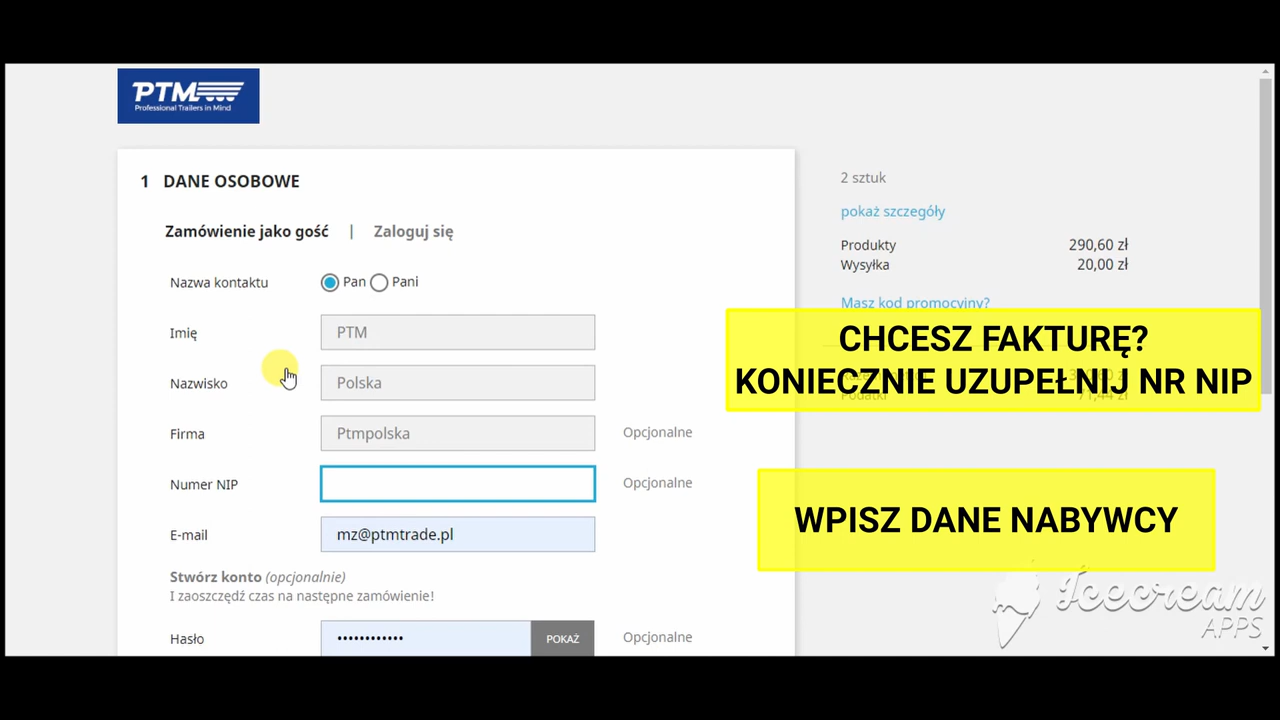 PTM
Professional Trailers in Mind
1 DANE OSOBOWE
Zamówienie jako gość | Zaloguj się
Nazwa kontaktu Pan Pani
Imię PTM
Nazwisko Polska
Firma Ptmpolska Opcjonalne
Numer NIP Opcjonalne
E-mail mz@ptmtrade.pl
Stwórz konto (opcjonalnie)
I zaoszczędź czas na następne zamówienie!
Hasło •••••••••••• POKAŻ Opcjonalne
2 sztuk
pokaż szczegóły
Produkty 290,60 zł
Wysyłka 20,00 zł
Masz kod promocyjny?
CHCESZ FAKTURĘ?
KONIECZNIE UZUPEŁNIJ NR NIP
Podatki 71,44 zł
WPISZ DANE NABYWCY
Icecream
APPS